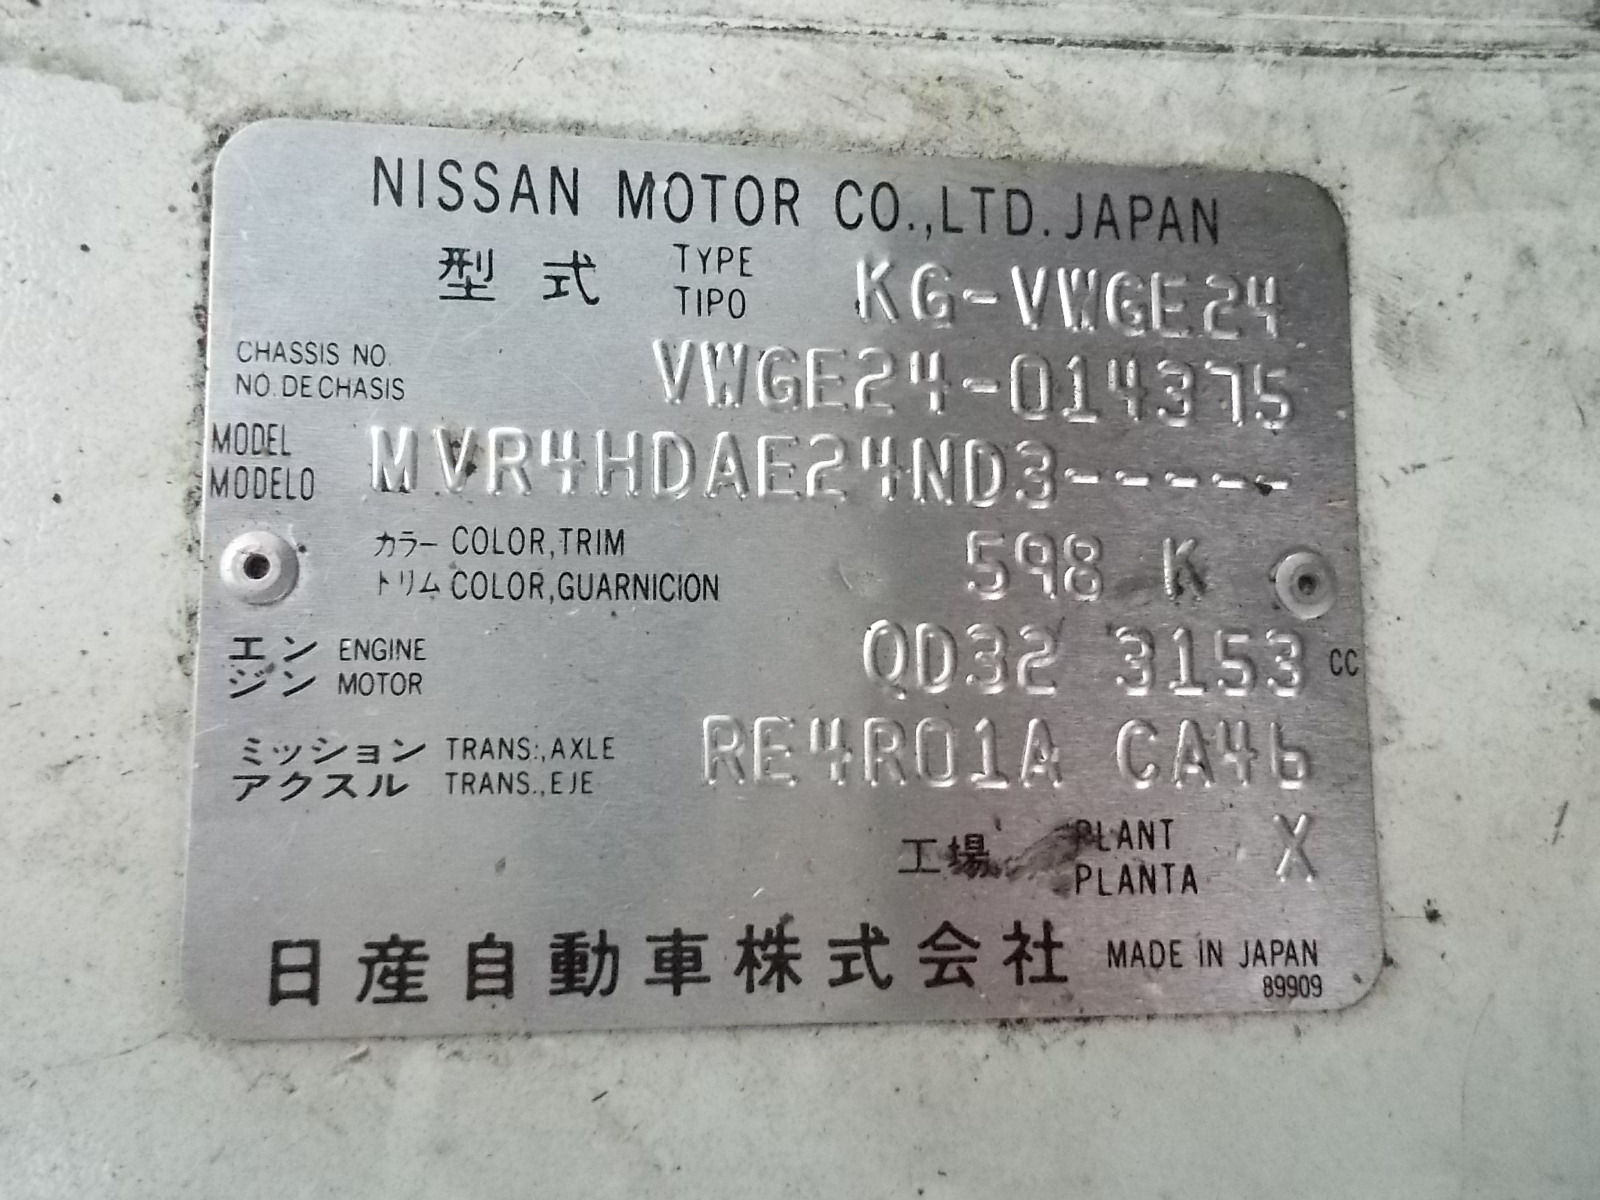 NISSAN MOTOR CO.,LTD. JAPAN
型式 TYPE TIPO KG-VWGE24
CHASSIS NO. NO. DE CHASIS VWGE24-014375
MODEL MODELO MVR4HDAE24ND3-----
カラー COLOR,TRIM 598 K
トリム COLOR,GUARNICION
エン ENGINE QD32 3153 CC
ジン MOTOR
ミッション TRANS.,AXLE RE4R01A CA46
アクスル TRANS.,EJE
工場 PLANT PLANTA X
日産自動車株式会社 MADE IN JAPAN
89909